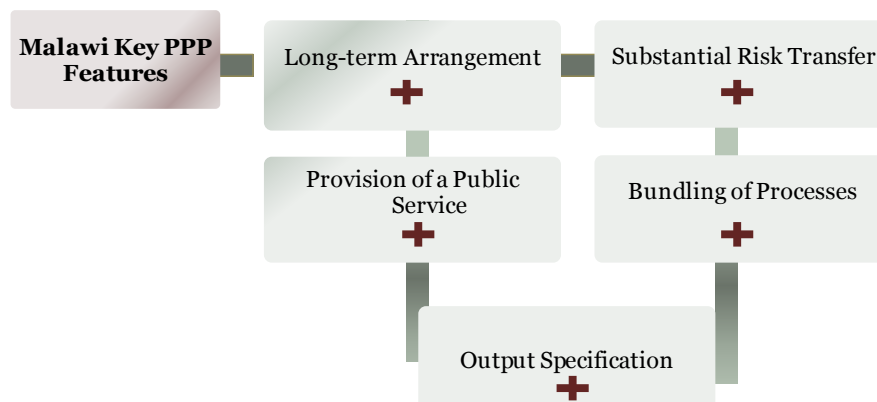 Malawi Key PPP
Features
Long-term Arrangement
Substantial Risk Transfer
Provision of a Public
Service
Bundling of Processes
Output Specification